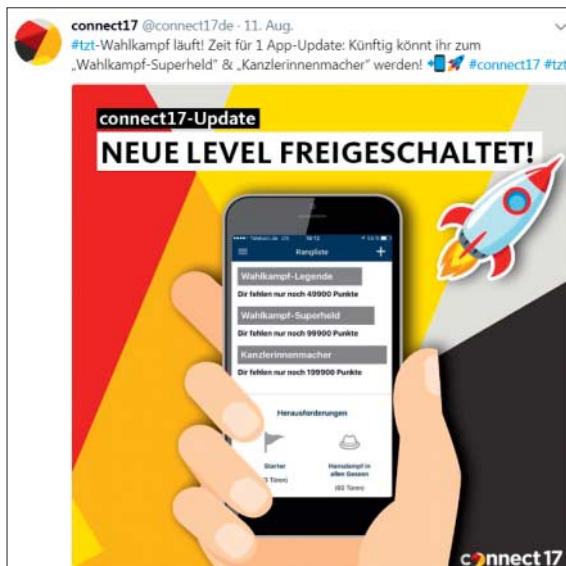 connect17 @connect17de · 11. Aug.
#tzt-Wahlkampf läuft! Zeit für 1 App-Update: Künftig könnt ihr zum
„Wahlkampf-Superheld" & „Kanzlerinnenmacher" werden! #connect17 #tzt
connect17-Update
NEUE LEVEL FREIGESCHALTET!
Rangliste +
Wahlkampf-Legende
Dir fehlen nur noch 49900 Punkte
Wahlkampf-Superheld
Dir fehlen nur noch 99900 Punkte
Kanzlerinnenmacher
Dir fehlen nur noch 199900 Punkte
Herausforderungen
Starter
Türen)
allen Gassen
Türen)
connect17